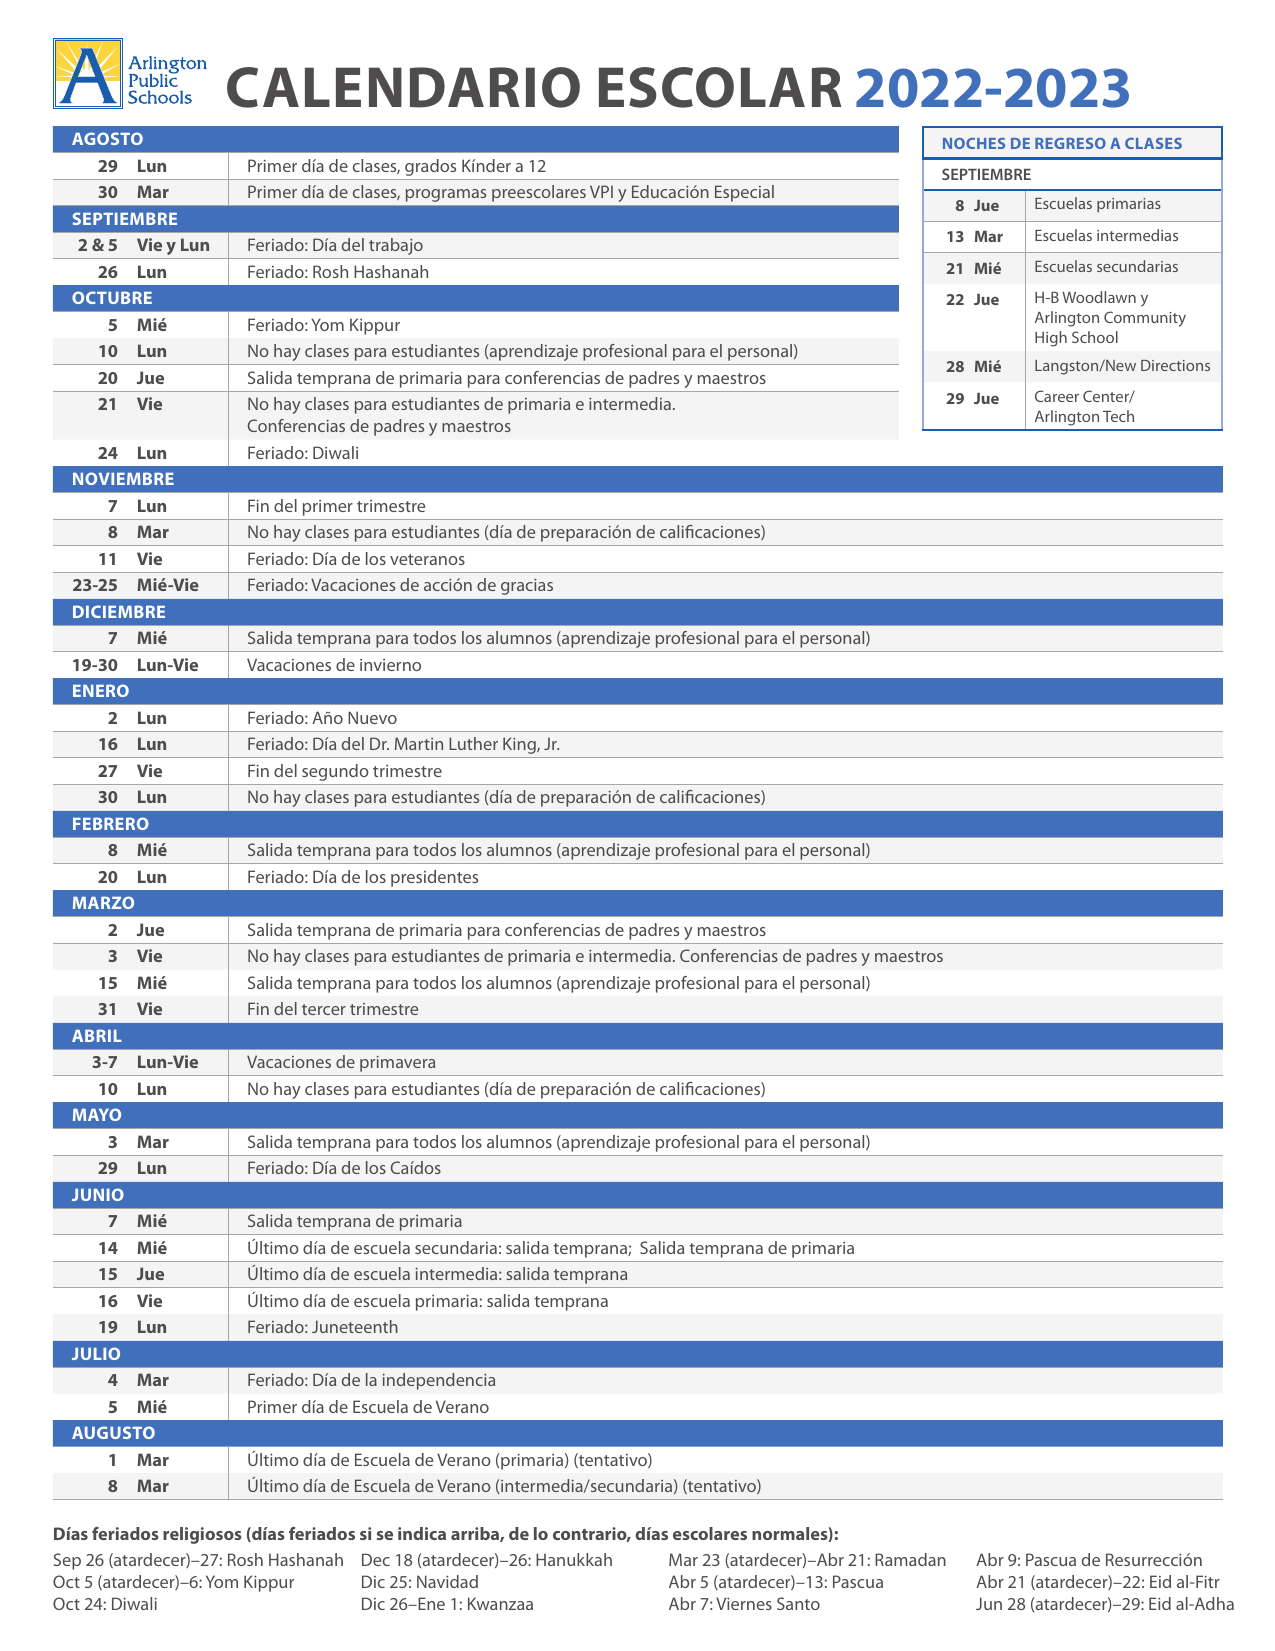 Arlington
Public
Schools
CALENDARIO ESCOLAR 2022-2023
AGOSTO
29 Lun Primer día de clases, grados Kínder a 12
30 Mar Primer día de clases, programas preescolares VPI y Educación Especial
SEPTIEMBRE
2 & 5 Vie y Lun Feriado: Día del trabajo
26 Lun Feriado: Rosh Hashanah
OCTUBRE
5 Mié Feriado: Yom Kippur
10 Lun No hay clases para estudiantes (aprendizaje profesional para el personal)
20 Jue Salida temprana de primaria para conferencias de padres y maestros
21 Vie No hay clases para estudiantes de primaria e intermedia.
Conferencias de padres y maestros
24 Lun Feriado: Diwali
NOCHES DE REGRESO A CLASES
SEPTIEMBRE
8 Jue Escuelas primarias
13 Mar Escuelas intermedias
21 Mié Escuelas secundarias
22 Jue H-B Woodlawn y
Arlington Community
High School
28 Mié Langston/New Directions
29 Jue Career Center/
Arlington Tech
NOVIEMBRE
7 Lun Fin del primer trimestre
8 Mar No hay clases para estudiantes (día de preparación de calificaciones)
11 Vie Feriado: Día de los veteranos
23-25 Mié-Vie Feriado: Vacaciones de acción de gracias
DICIEMBRE
7 Mié Salida temprana para todos los alumnos (aprendizaje profesional para el personal)
19-30 Lun-Vie Vacaciones de invierno
ENERO
2 Lun Feriado: Año Nuevo
16 Lun Feriado: Día del Dr. Martin Luther King, Jr.
27 Vie Fin del segundo trimestre
30 Lun No hay clases para estudiantes (día de preparación de calificaciones)
FEBRERO
8 Mié Salida temprana para todos los alumnos (aprendizaje profesional para el personal)
20 Lun Feriado: Día de los presidentes
MARZO
2 Jue Salida temprana de primaria para conferencias de padres y maestros
3 Vie No hay clases para estudiantes de primaria e intermedia. Conferencias de padres y maestros
15 Mié Salida temprana para todos los alumnos (aprendizaje profesional para el personal)
31 Vie Fin del tercer trimestre
ABRIL
3-7 Lun-Vie Vacaciones de primavera
10 Lun No hay clases para estudiantes (día de preparación de calificaciones)
MAYO
3 Mar Salida temprana para todos los alumnos (aprendizaje profesional para el personal)
29 Lun Feriado: Día de los Caídos
JUNIO
7 Mié Salida temprana de primaria
14 Mié Último día de escuela secundaria: salida temprana; Salida temprana de primaria
15 Jue Último día de escuela intermedia: salida temprana
16 Vie Último día de escuela primaria: salida temprana
19 Lun Feriado: Juneteenth
JULIO
4 Mar Feriado: Día de la independencia
5 Mié Primer día de Escuela de Verano
AUGUSTO
1 Mar Último día de Escuela de Verano (primaria) (tentativo)
8 Mar Último día de Escuela de Verano (intermedia/secundaria) (tentativo)
Días feriados religiosos (días feriados si se indica arriba, de lo contrario, días escolares normales):
Sep 26 (atardecer)–27: Rosh Hashanah Dec 18 (atardecer)–26: Hanukkah Mar 23 (atardecer)–Abr 21: Ramadan Abr 9: Pascua de Resurrección
Oct 5 (atardecer)–6: Yom Kippur Dic 25: Navidad Abr 5 (atardecer)–13: Pascua Abr 21 (atardecer)–22: Eid al-Fitr
Oct 24: Diwali Dic 26–Ene 1: Kwanzaa Abr 7: Viernes Santo Jun 28 (atardecer)–29: Eid al-Adha